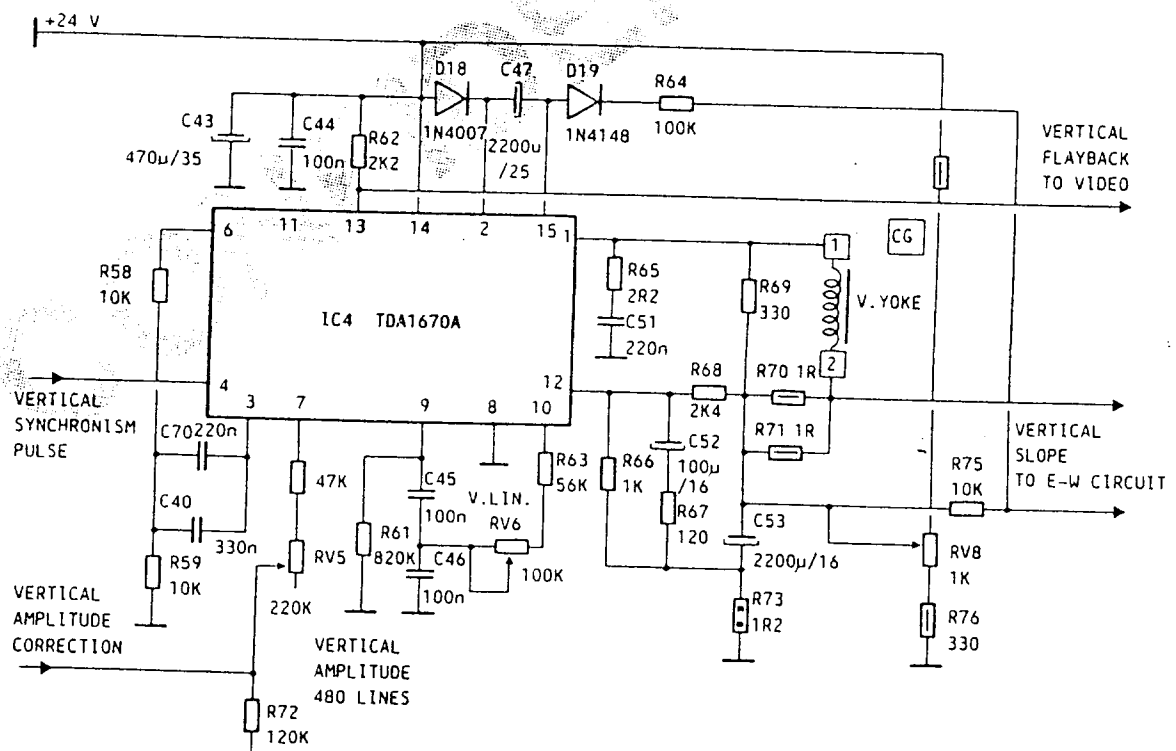 +24 V
D18
C47
D19
R64
1N4007
1N4148
100K
2200u
/25
C43
470µ/35
C44
100n
R62
2K2
VERTICAL
FLAYBACK
TO VIDEO
6
11
13
14
2
15
1
R58
10K
IC4 TDA1670A
R65
2R2
C51
220n
R69
330
1
CG
V.YOKE
2
4
3
7
9
8
10
12
R68
2K4
R70 1R
R71 1R
VERTICAL
SYNCHRONISM
PULSE
C70
220n
C40
330n
R59
10K
47K
RV5
220K
R61
820K
C45
100n
C46
100n
V.LIN.
RV6
100K
R63
56K
R66
1K
C52
100µ
/16
R67
120
C53
2200µ/16
R73
1R2
VERTICAL
SLOPE
TO E-W CIRCUIT
R75
10K
RV8
1K
R76
330
VERTICAL
AMPLITUDE
CORRECTION
VERTICAL
AMPLITUDE
480 LINES
R72
120K